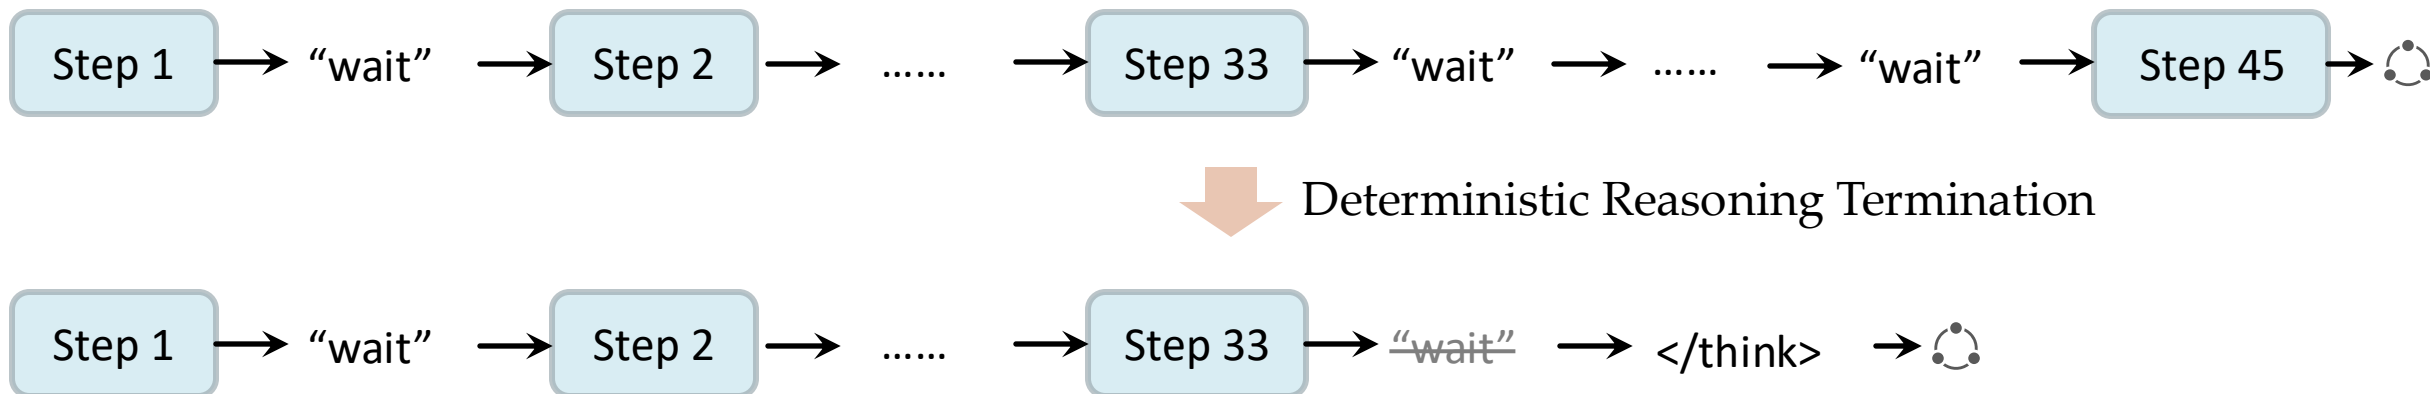 Step 1 “wait” Step 2 ...... Step 33 “wait” ...... “wait” Step 45
Deterministic Reasoning Termination
Step 1 “wait” Step 2 ...... Step 33 “wait” </think>